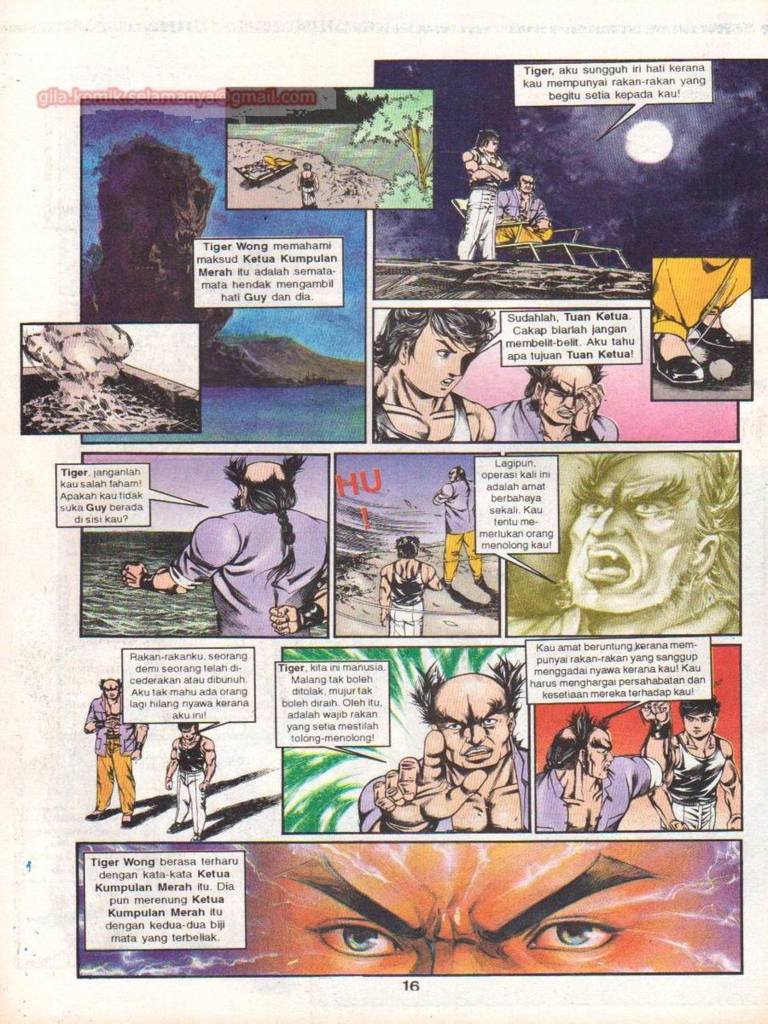 gila.komik.selamanya@gmail.com
Tiger, aku sungguh iri hati kerana
kau mempunyai rakan-rakan yang
begitu setia kepada kau!
Tiger Wong memahami
maksud Ketua Kumpulan
Merah itu adalah semata-
mata hendak mengambil
hati Guy dan dia.
Sudahlah, Tuan Ketua.
Cakap biarlah jangan
membelit-belit. Aku tahu
apa tujuan Tuan Ketua!
Tiger, janganlah
kau salah faham!
Apakah kau tidak
suka Guy berada
di sisi kau?
HU
!
Lagipun,
operasi kali ini
adalah amat
berbahaya
sekali. Kau
tentu me-
merlukan orang
menolong kau!
Rakan-rakanku, seorang
demi seorang telah di-
cederakan atau dibunuh.
Aku tak mahu ada orang
lagi hilang nyawa kerana
aku ini!
Tiger, kita ini manusia.
Malang tak boleh
ditolak, mujur tak
boleh diraih. Oleh itu,
adalah wajib rakan
yang setia mestilah
tolong-menolong!
Kau amat beruntung kerana mem-
punyai rakan-rakan yang sanggup
menggadai nyawa kerana kau! Kau
harus menghargai persahabatan dan
kesetiaan mereka terhadap kau!
Tiger Wong berasa terharu
dengan kata-kata Ketua
Kumpulan Merah itu. Dia
pun merenung Ketua
Kumpulan Merah itu
dengan kedua-dua biji
mata yang terbeliak.
16